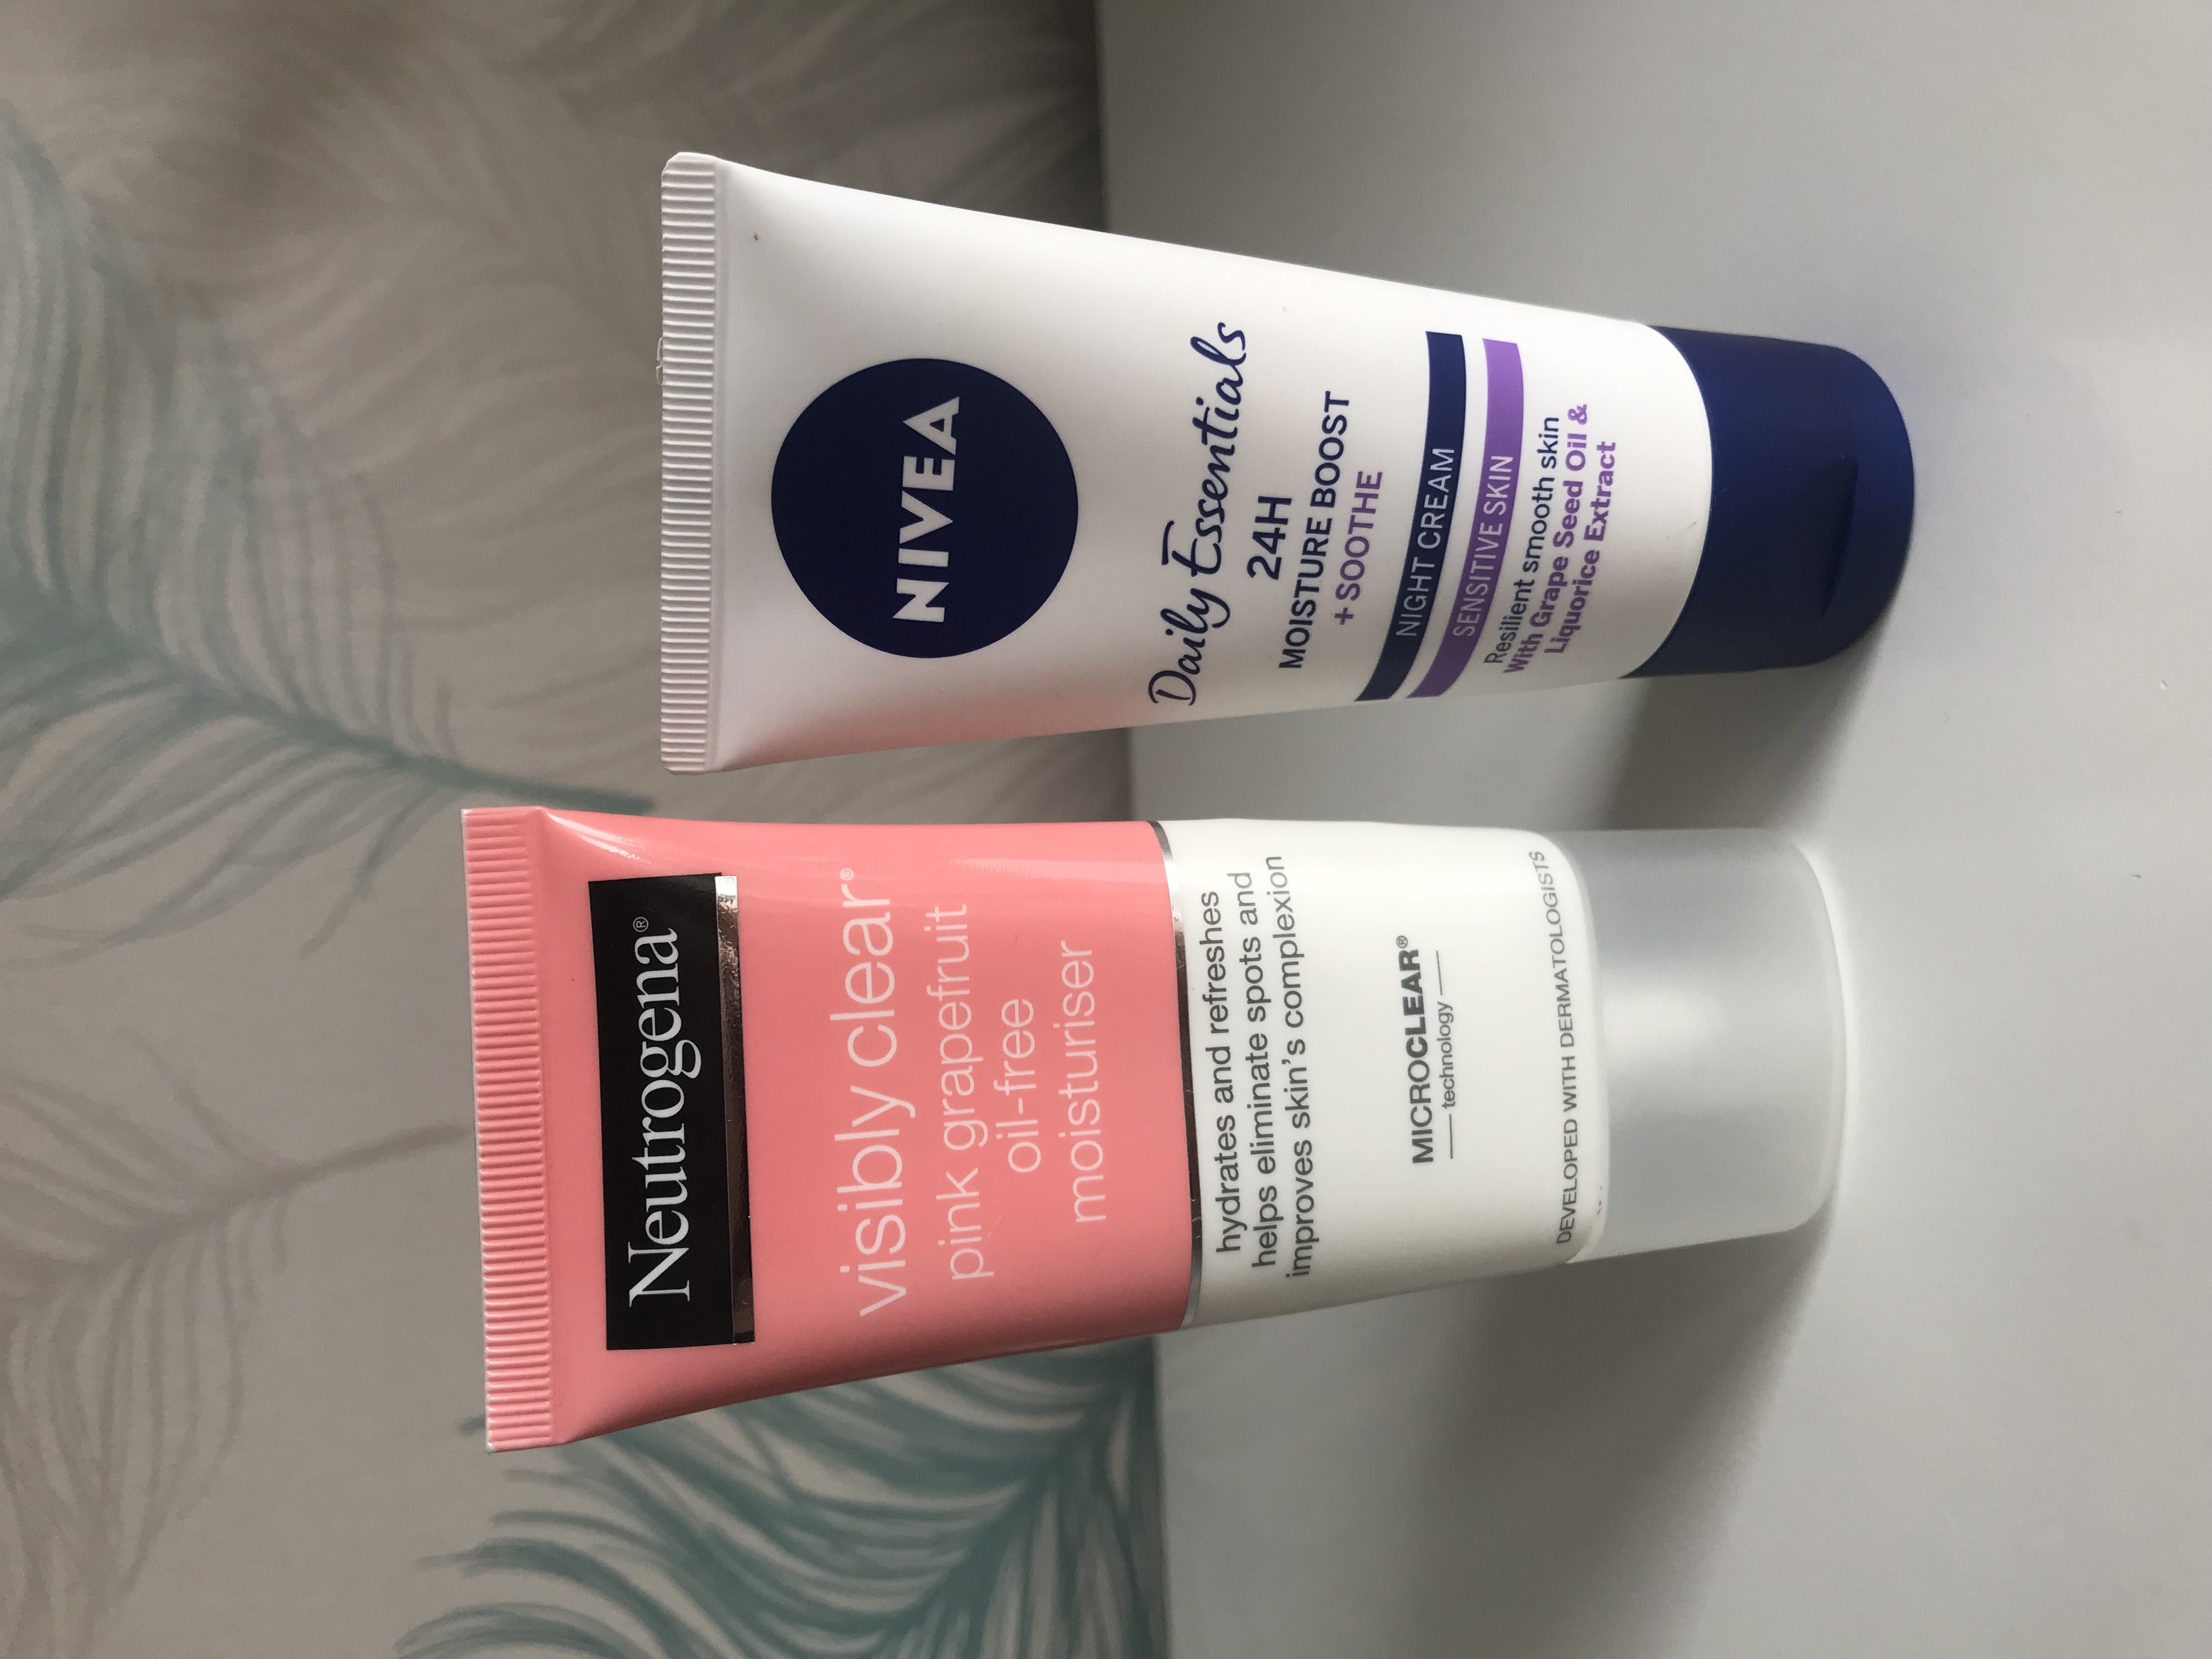 Neutrogena®
visibly clear®
pink grapefruit
oil-free
moisturiser
hydrates and refreshes
helps eliminate spots and
improves skin's complexion
MICROCLEAR®
technology
DEVELOPED WITH DERMATOLOGISTS
NIVEA
Daily Essentials
24H
MOISTURE BOOST
+ SOOTHE
NIGHT CREAM
SENSITIVE SKIN
Resilient smooth skin
With Grape Seed Oil &
Liquorice Extract